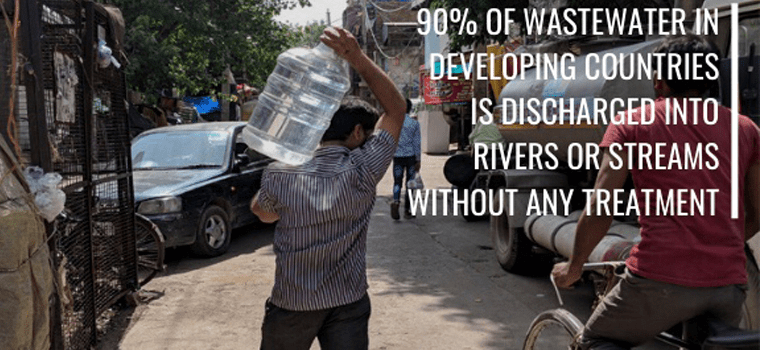 90% OF WASTEWATER IN
DEVELOPING COUNTRIES
IS DISCHARGED INTO
RIVERS OR STREAMS
WITHOUT ANY TREATMENT